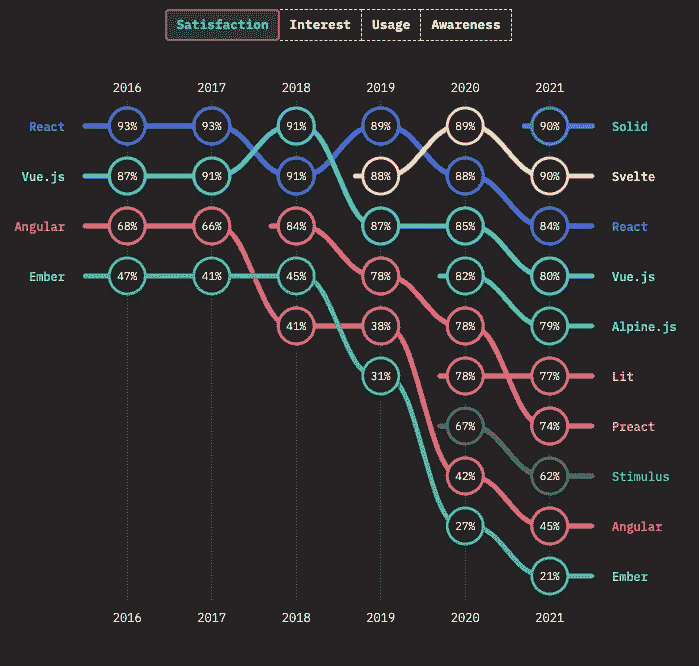 Satisfaction Interest Usage Awareness
2016 2017 2018 2019 2020 2021
React 93% 93% 91% 89% 89% 90% Solid
Vue.js 87% 91% 91% 88% 88% 90% Svelte
Angular 68% 66% 84% 87% 85% 84% React
Ember 47% 41% 45% 78% 82% 80% Vue.js
41% 38% 78% 79% Alpine.js
31% 78% 77% Lit
67% 74% Preact
42% 62% Stimulus
27% 45% Angular
21% Ember
2016 2017 2018 2019 2020 2021